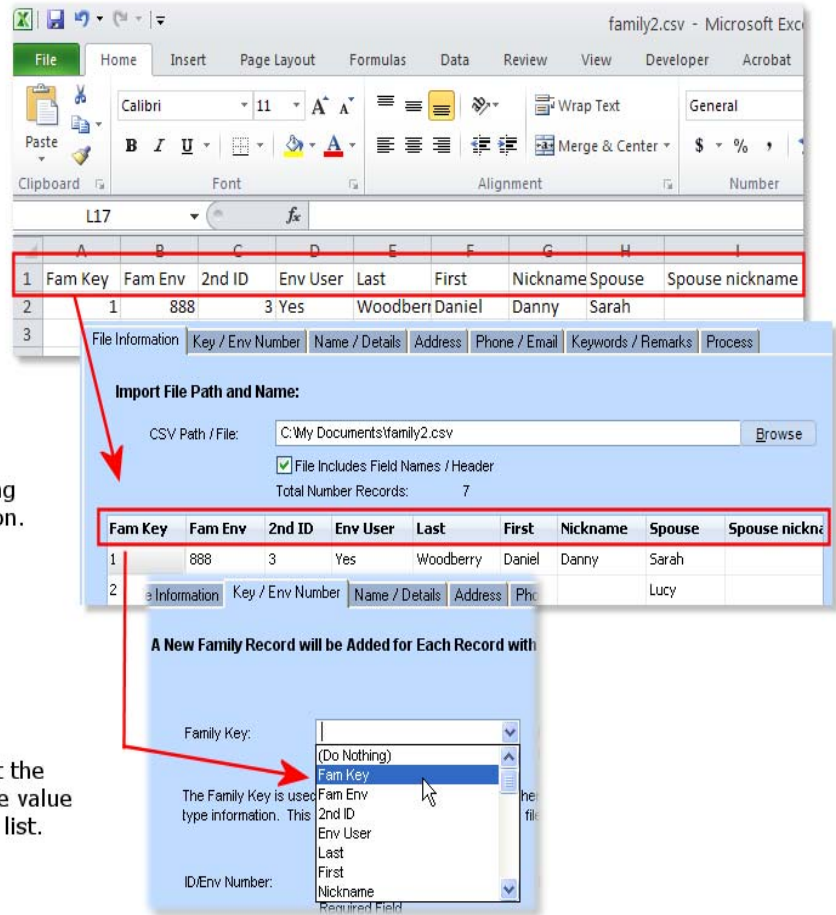 family2.csv - Microsoft Exc
File Home Insert Page Layout Formulas Data Review View Developer Acrobat
Calibri 11 A A Wrap Text General
Paste B I U A Merge & Center $ % ,
Clipboard Font Alignment Number
L17 fx
A B C D E F G H I
1 Fam Key Fam Env 2nd ID Env User Last First Nickname Spouse Spouse nickname
2 1 888 3 Yes Woodberr Daniel Danny Sarah
3
File Information Key / Env Number Name / Details Address Phone / Email Keywords / Remarks Process
Import File Path and Name:
CSV Path / File: C:\My Documents\family2.csv Browse
File Includes Field Names / Header
Total Number Records: 7
on.
Fam Key Fam Env 2nd ID Env User Last First Nickname Spouse Spouse nickna
1 888 3 Yes Woodberry Daniel Danny Sarah
2 Lucy
e Information Key / Env Number Name / Details Address Pho
A New Family Record will be Added for Each Record with
Family Key:
(Do Nothing)
Fam Key
t the
The Family Key is used Fam Env
e value
type information. This 2nd ID file
list.
Env User
Last
First
ID/Env Number: Nickname
Required Field